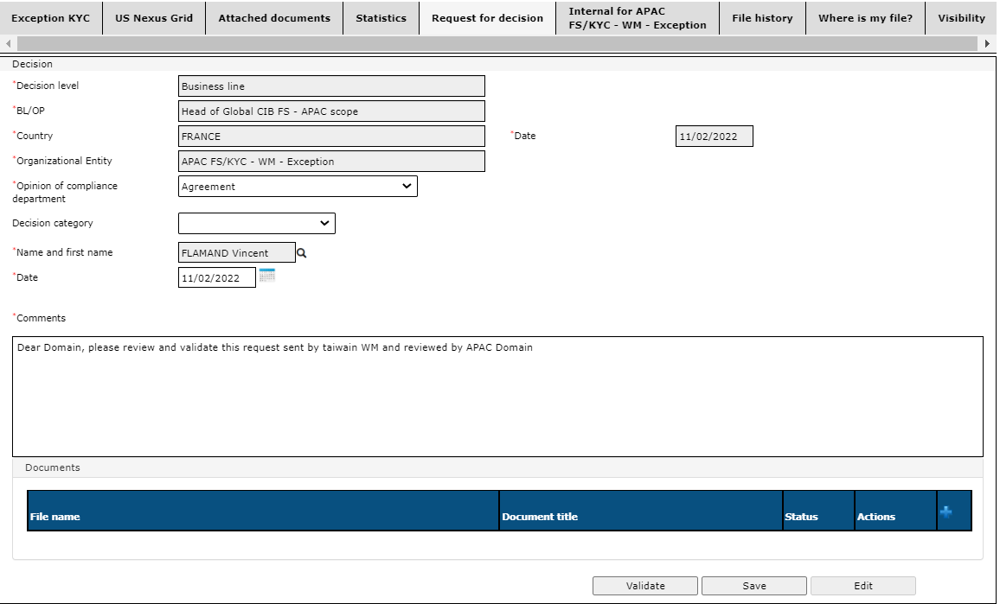 Exception KYC
US Nexus Grid
Attached documents
Statistics
Request for decision
Internal for APAC
FS/KYC - WM - Exception
File history
Where is my file?
Visibility
Decision
*Decision level
Business line
*BL/OP
Head of Global CIB FS - APAC scope
*Country
FRANCE
*Date
11/02/2022
*Organizational Entity
APAC FS/KYC - WM - Exception
*Opinion of compliance
department
Agreement
Decision category
*Name and first name
FLAMAND Vincent
*Date
11/02/2022
*Comments
Dear Domain, please review and validate this request sent by taiwain WM and reviewed by APAC Domain
Documents
File name
Document title
Status
Actions
Validate
Save
Edit